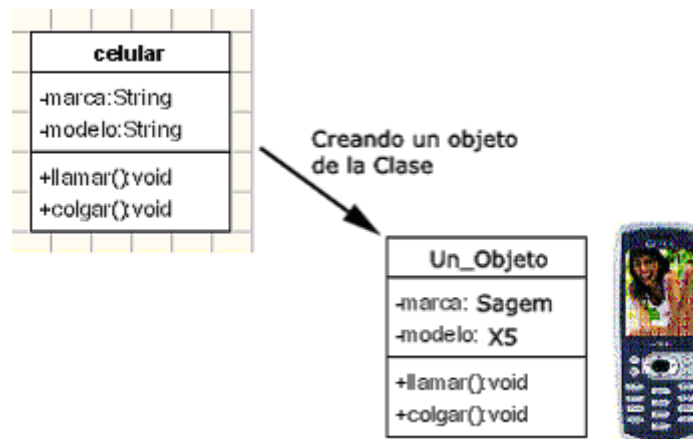 celular
-marca:String
-modelo:String
+llamar():void
+colgar():void
Creando un objeto
de la Clase
Un_Objeto
-marca: Sagem
-modelo: X5
+llamar():void
+colgar():void